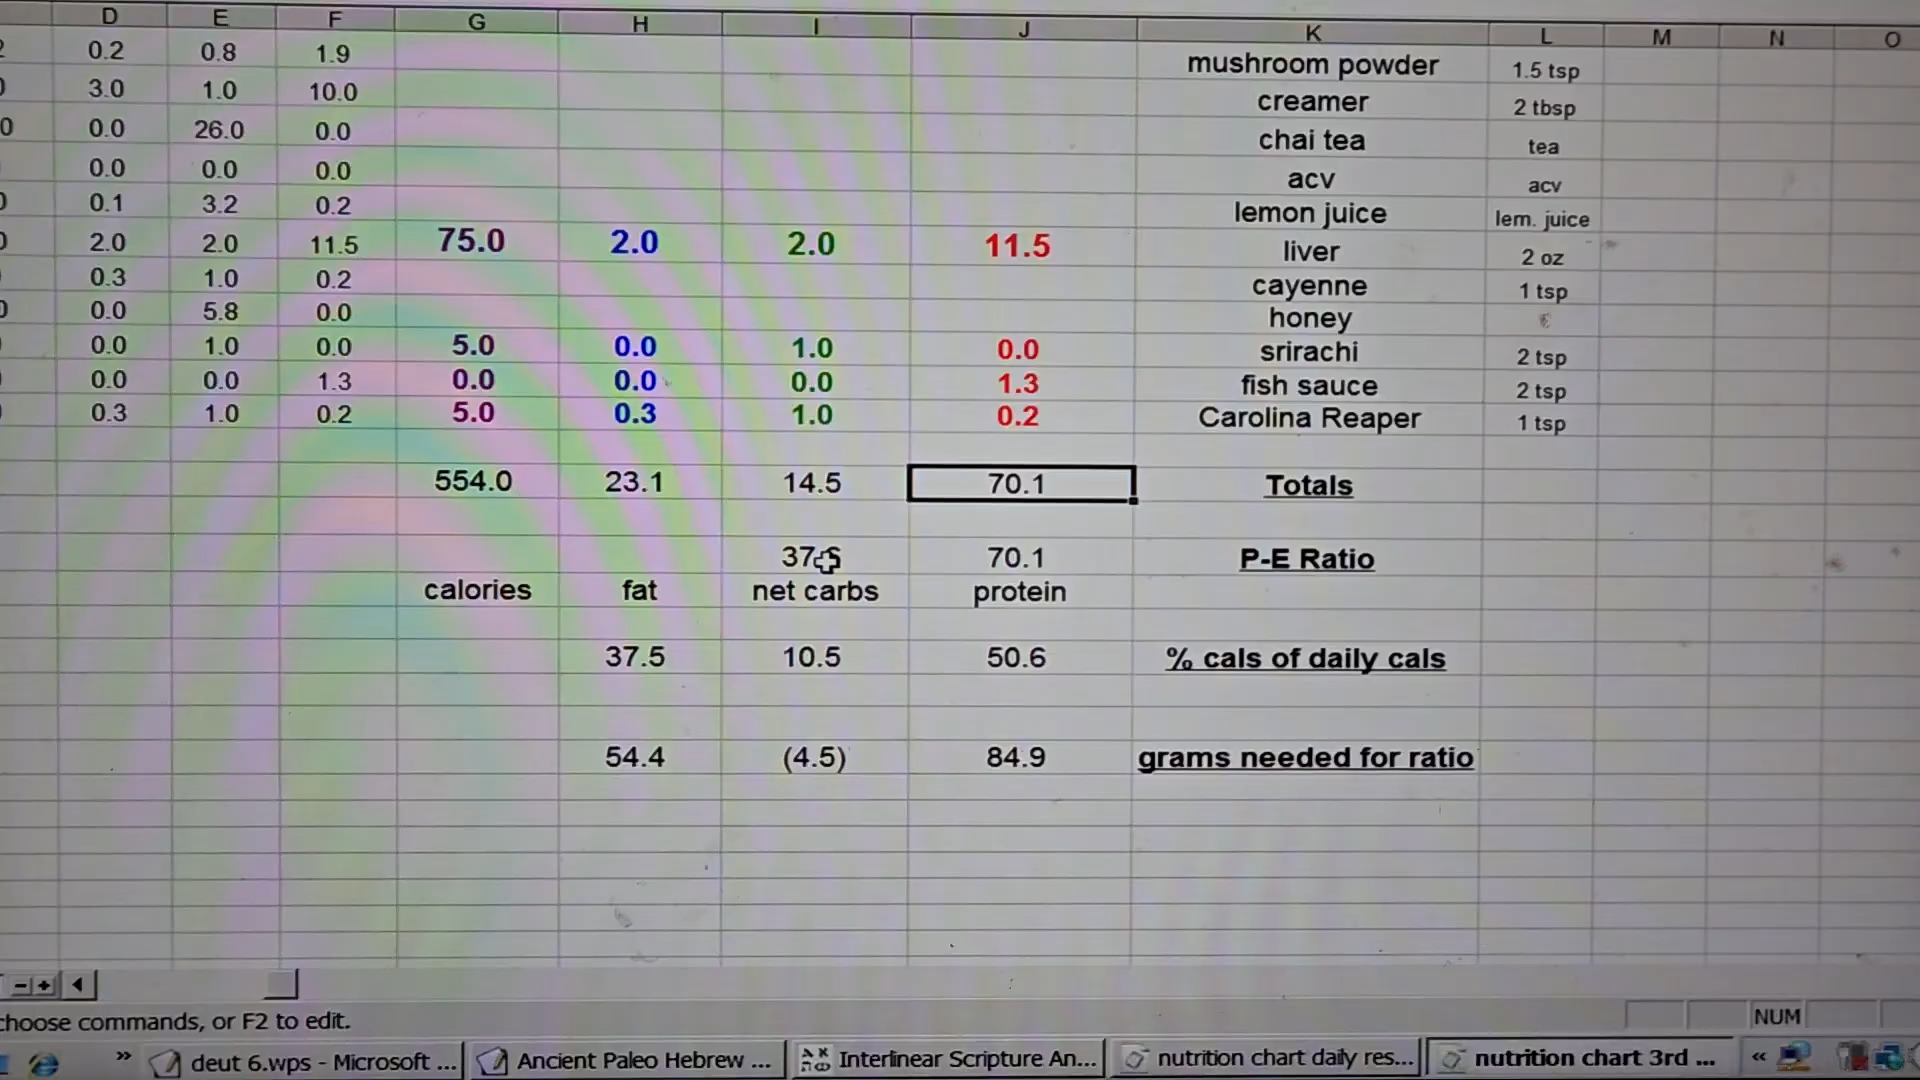 D E F G H I J K L M N O
2 0.2 0.8 1.9 mushroom powder 1.5 tsp
0 3.0 1.0 10.0 creamer 2 tbsp
0 0.0 26.0 0.0 chai tea tea
0.0 0.0 0.0 acv acv
0 0.1 3.2 0.2 lemon juice lem. juice
0 2.0 2.0 11.5 75.0 2.0 2.0 11.5 liver 2 oz
0.3 1.0 0.2 cayenne 1 tsp
0 0.0 5.8 0.0 honey
0.0 1.0 0.0 5.0 0.0 1.0 0.0 srirachi 2 tsp
0.0 0.0 1.3 0.0 0.0 0.0 1.3 fish sauce 2 tsp
0.3 1.0 0.2 5.0 0.3 1.0 0.2 Carolina Reaper 1 tsp
554.0 23.1 14.5 70.1 Totals
70.1 P-E Ratio
calories fat net carbs protein
37.5 10.5 50.6 % cals of daily cals
54.4 (4.5) 84.9 grams needed for ratio
choose commands, or F2 to edit. NUM
» deut 6.wps - Microsoft ... Ancient Paleo Hebrew ... Interlinear Scripture An... nutrition chart daily res... nutrition chart 3rd ... «